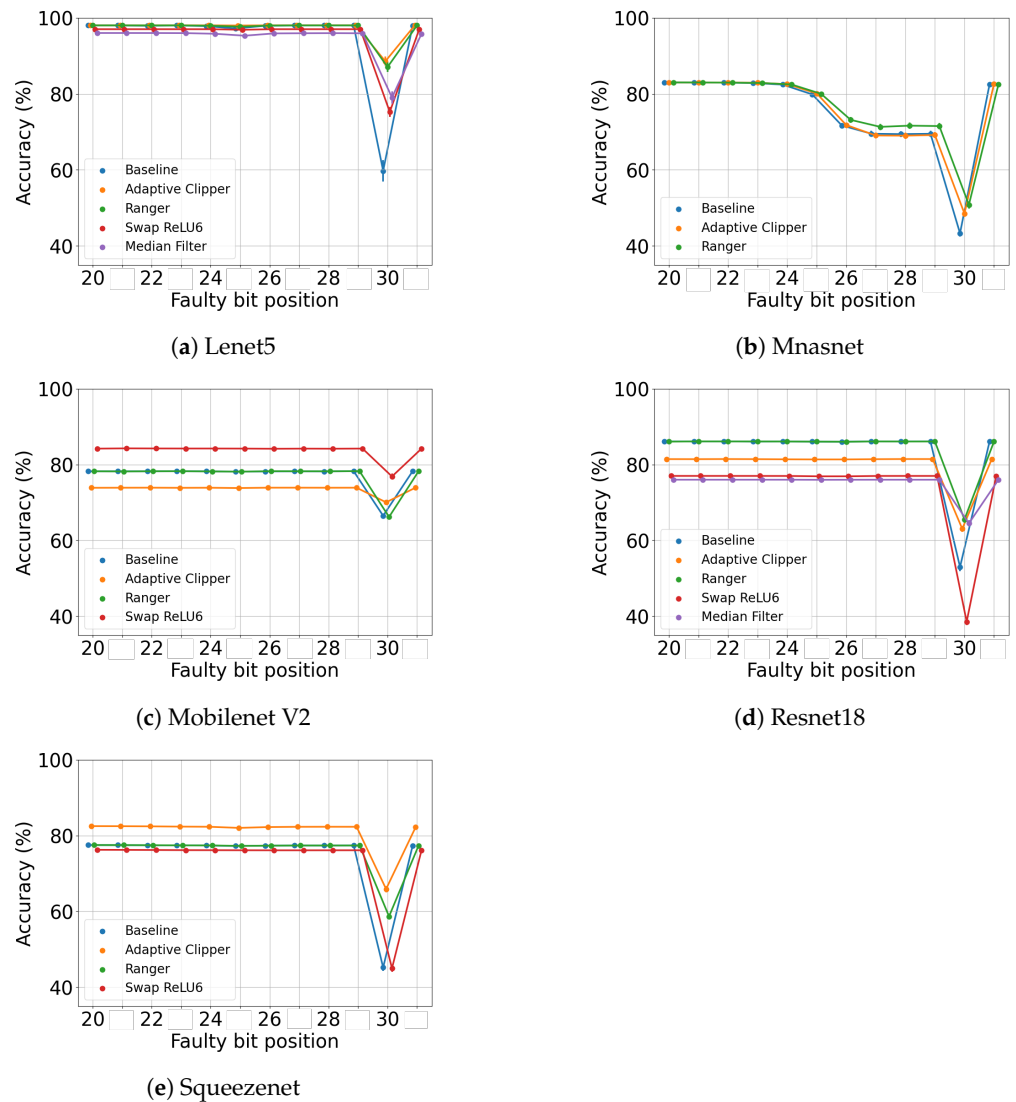 100
80
60
40
Accuracy (%)
Baseline
Adaptive Clipper
Ranger
Swap ReLU6
Median Filter
20 22 24 26 28 30
Faulty bit position
(a) Lenet5
100
80
60
40
Accuracy (%)
Baseline
Adaptive Clipper
Ranger
20 22 24 26 28 30
Faulty bit position
(b) Mnasnet
100
80
60
40
Accuracy (%)
Baseline
Adaptive Clipper
Ranger
Swap ReLU6
20 22 24 26 28 30
Faulty bit position
(c) Mobilenet V2
100
80
60
40
Accuracy (%)
Baseline
Adaptive Clipper
Ranger
Swap ReLU6
Median Filter
20 22 24 26 28 30
Faulty bit position
(d) Resnet18
100
80
60
40
Accuracy (%)
Baseline
Adaptive Clipper
Ranger
Swap ReLU6
20 22 24 26 28 30
Faulty bit position
(e) Squeezenet